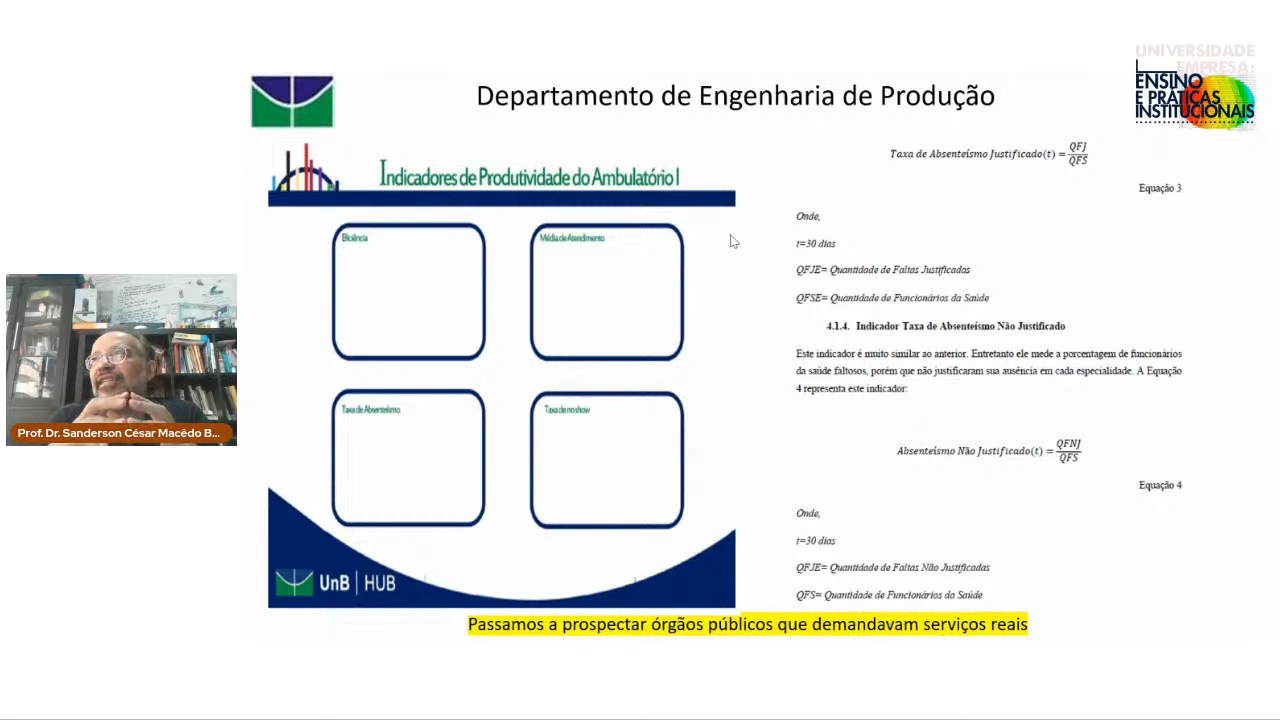 Departamento de Engenharia de Produção
UNIVERSIDADE
EMPRESA:
ENSINO
E PRÁTICAS
INSTITUCIONAIS
Indicadores de Produtividade do Ambulatório I
Eficiência
Média de Atendimento
Taxa de Absenteísmo
Taxa de no show
UnB | HUB
Taxa de Absenteísmo Justificado(t) = QFJ/QFS
Equação 3
Onde,
t=30 dias
QFJE= Quantidade de Faltas Justificadas
QFSE= Quantidade de Funcionários da Saúde
4.1.4. Indicador Taxa de Absenteísmo Não Justificado
Este indicador é muito similar ao anterior. Entretanto ele mede a porcentagem de funcionários
da saúde faltosos, porém que não justificaram sua ausência em cada especialidade. A Equação
4 representa este indicador:
Absenteísmo Não Justificado(t) = QFNJ/QFS
Equação 4
Onde,
t=30 dias
QFJE= Quantidade de Faltas Não Justificadas
QFS= Quantidade de Funcionários da Saúde
Passamos a prospectar órgãos públicos que demandavam serviços reais
Prof. Dr. Sanderson César Macêdo B...